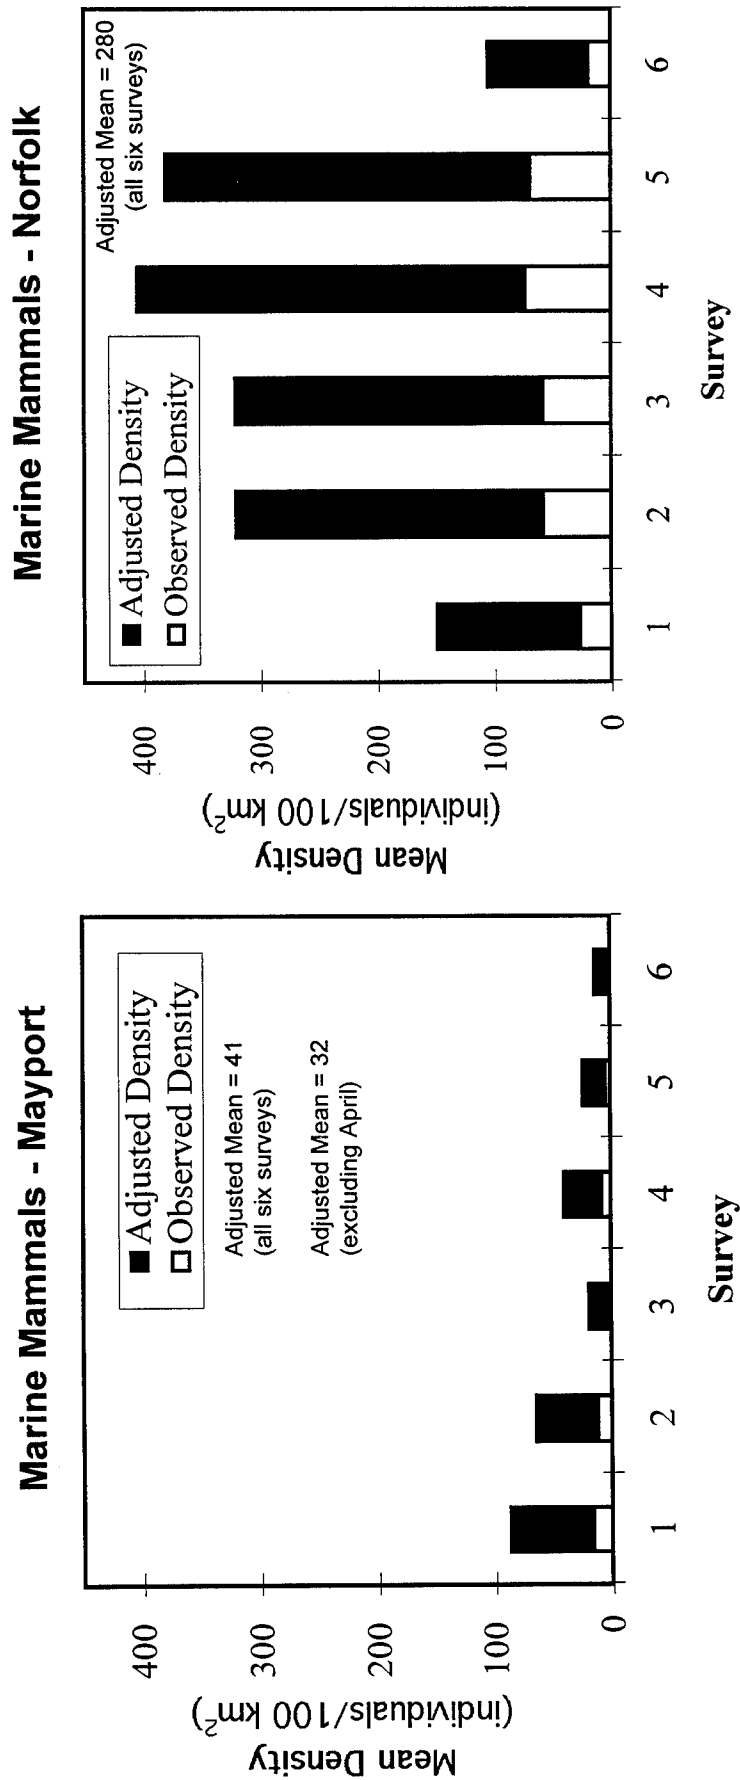 Marine Mammals - Mayport
Mean Density
(individuals/100 km²)
400
300
200
100
0
Adjusted Density
Observed Density
Adjusted Mean = 41
(all six surveys)
Adjusted Mean = 32
(excluding April)
1 2 3 4 5 6
Survey
Marine Mammals - Norfolk
Mean Density
(individuals/100 km²)
400
300
200
100
0
Adjusted Density
Observed Density
Adjusted Mean = 280
(all six surveys)
1 2 3 4 5 6
Survey